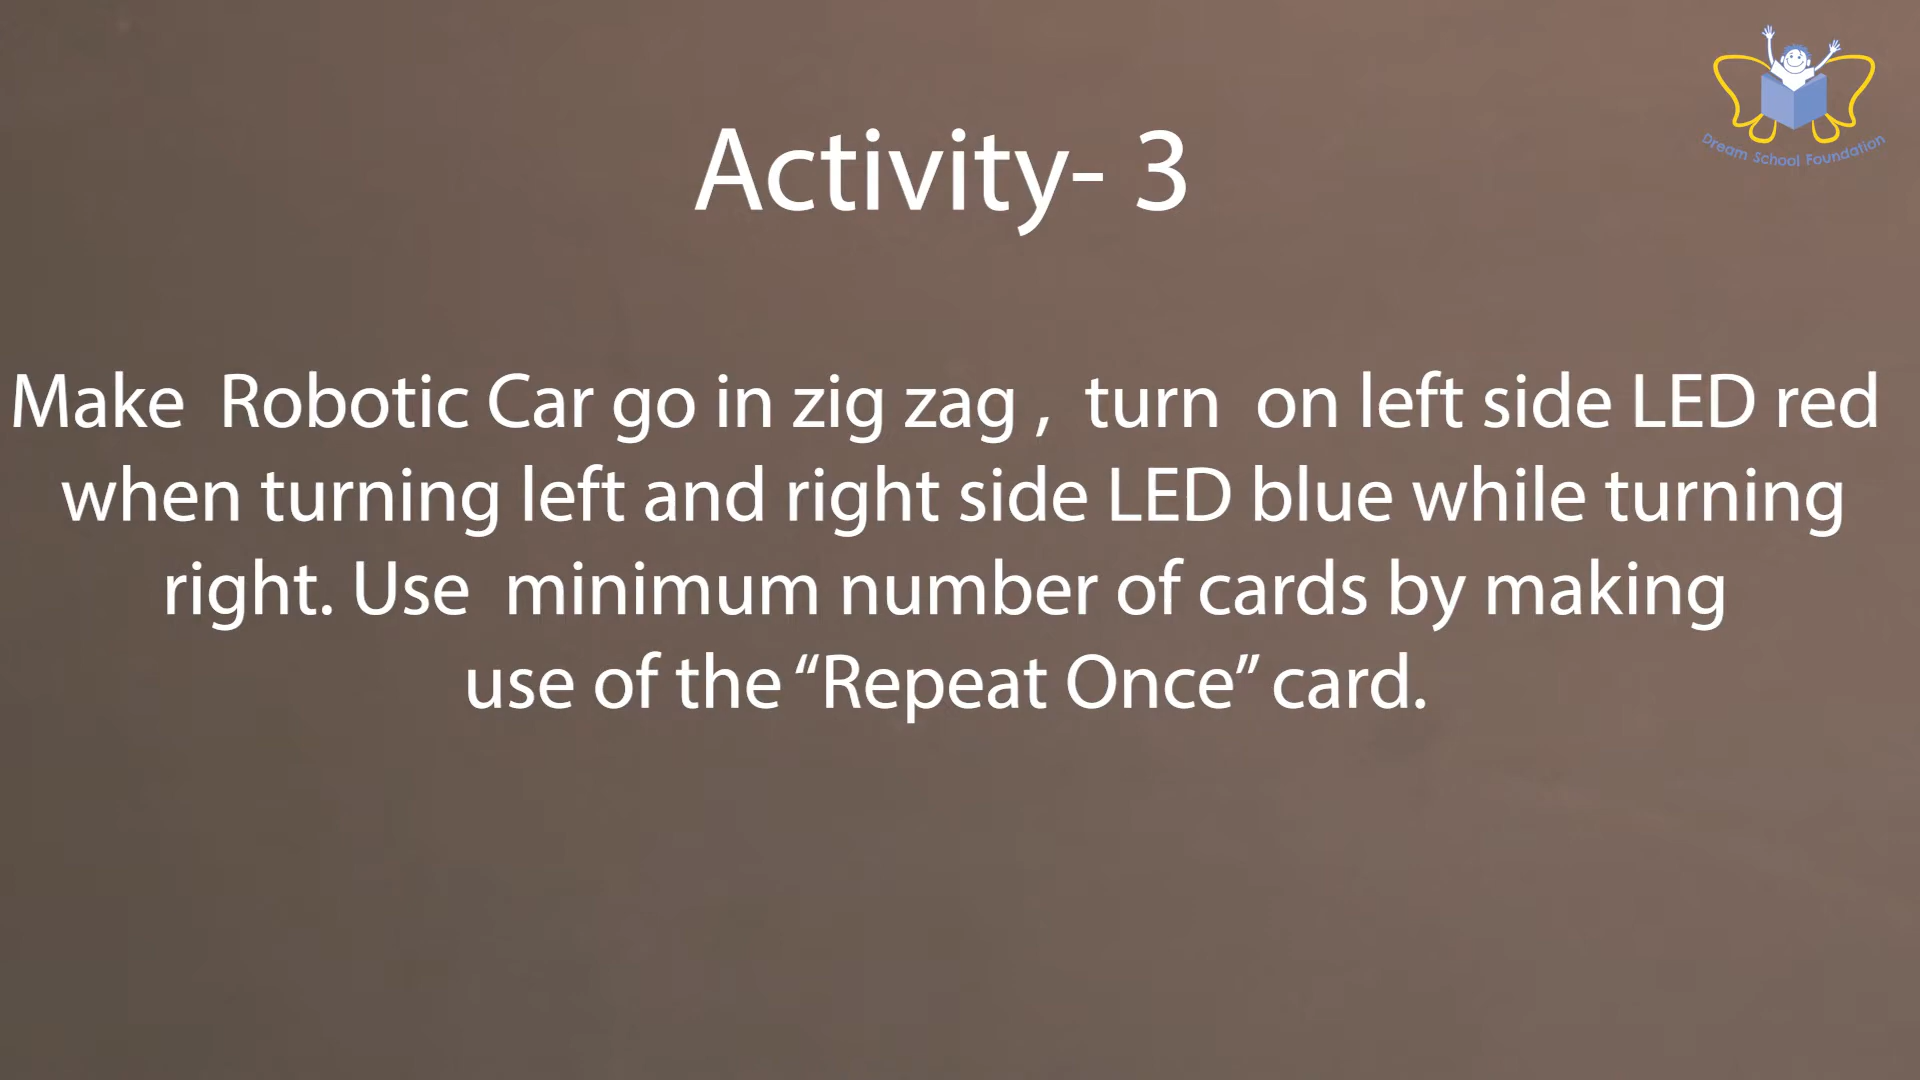 Dream School Foundation
Activity- 3
Make Robotic Car go in zig zag , turn on left side LED red
when turning left and right side LED blue while turning
right. Use minimum number of cards by making
use of the “Repeat Once” card.